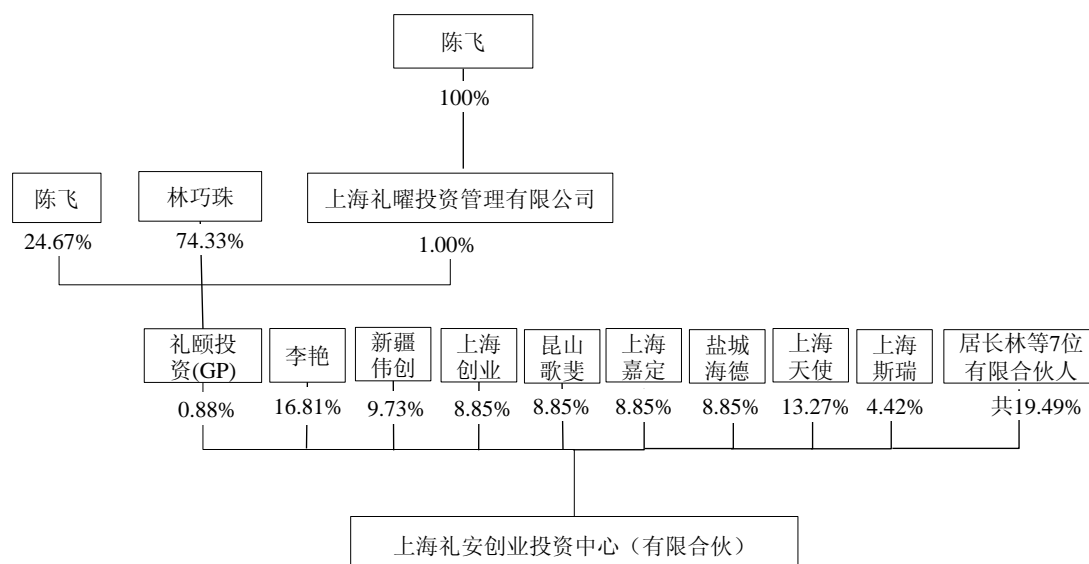 陈飞
100%
陈飞
林巧珠
上海礼曜投资管理有限公司
24.67%
74.33%
1.00%
礼颐投
资(GP)
李艳
新疆
伟创
上海
创业
昆山
歌斐
上海
嘉定
盐城
海德
上海
天使
上海
斯瑞
居长林等7位
有限合伙人
0.88%
16.81%
9.73%
8.85%
8.85%
8.85%
8.85%
13.27%
4.42%
共19.49%
上海礼安创业投资中心（有限合伙）